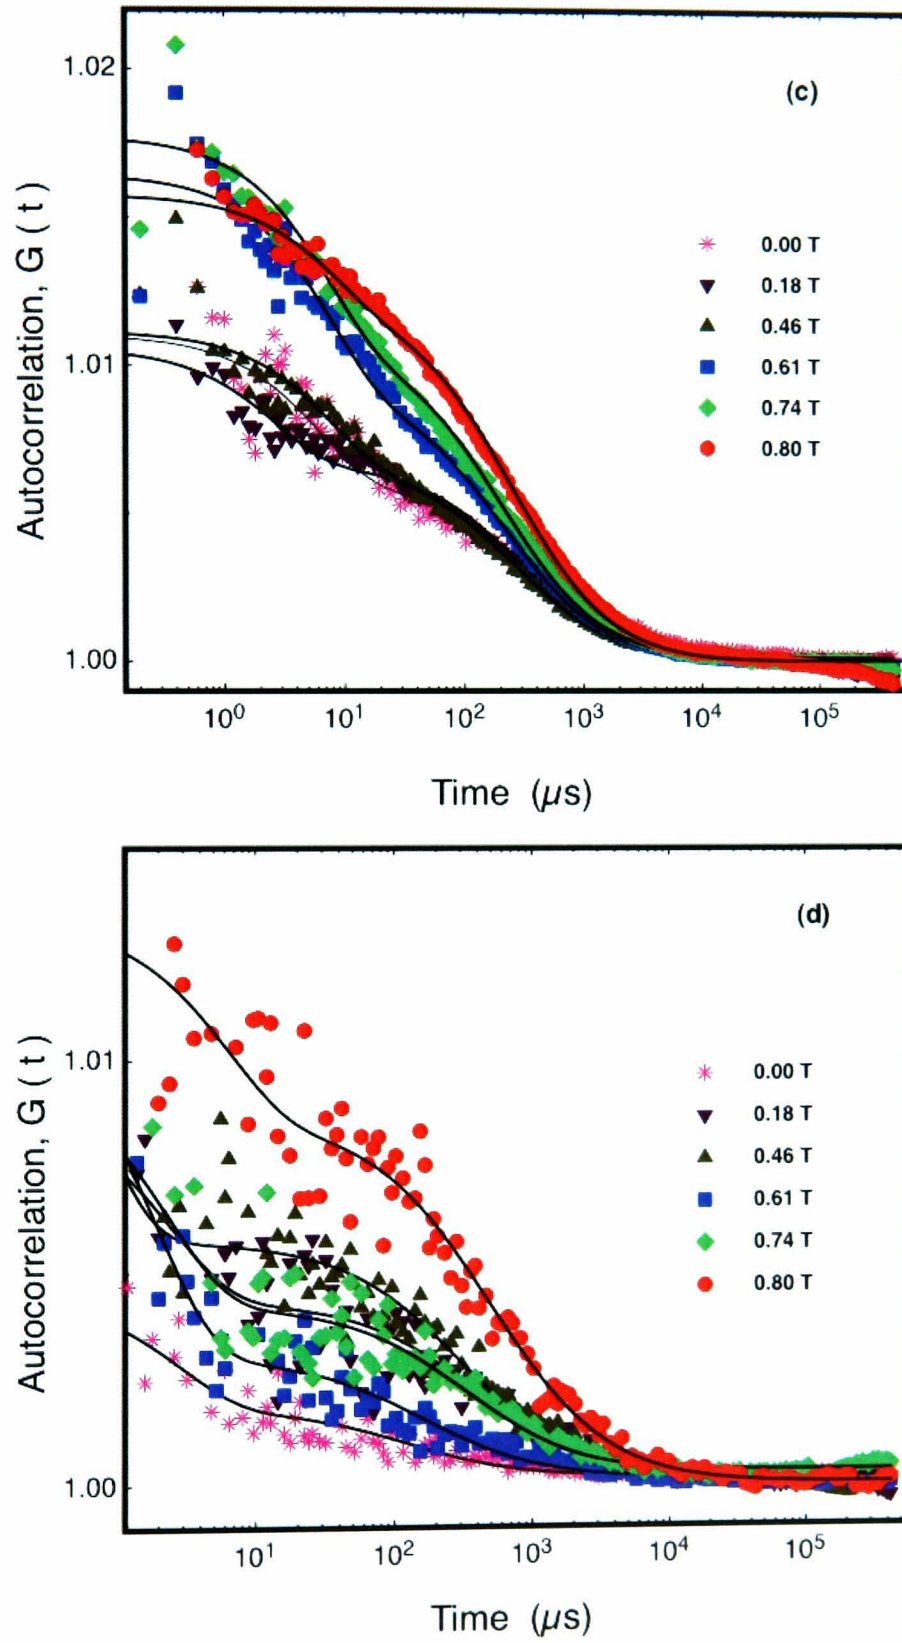 (c)
1.02
1.01
1.00
Autocorrelation, G ( t )
0.00 T
0.18 T
0.46 T
0.61 T
0.74 T
0.80 T
10⁰ 10¹ 10² 10³ 10⁴ 10⁵
Time (µs)
(d)
1.01
1.00
Autocorrelation, G ( t )
0.00 T
0.18 T
0.46 T
0.61 T
0.74 T
0.80 T
10¹ 10² 10³ 10⁴ 10⁵
Time (µs)